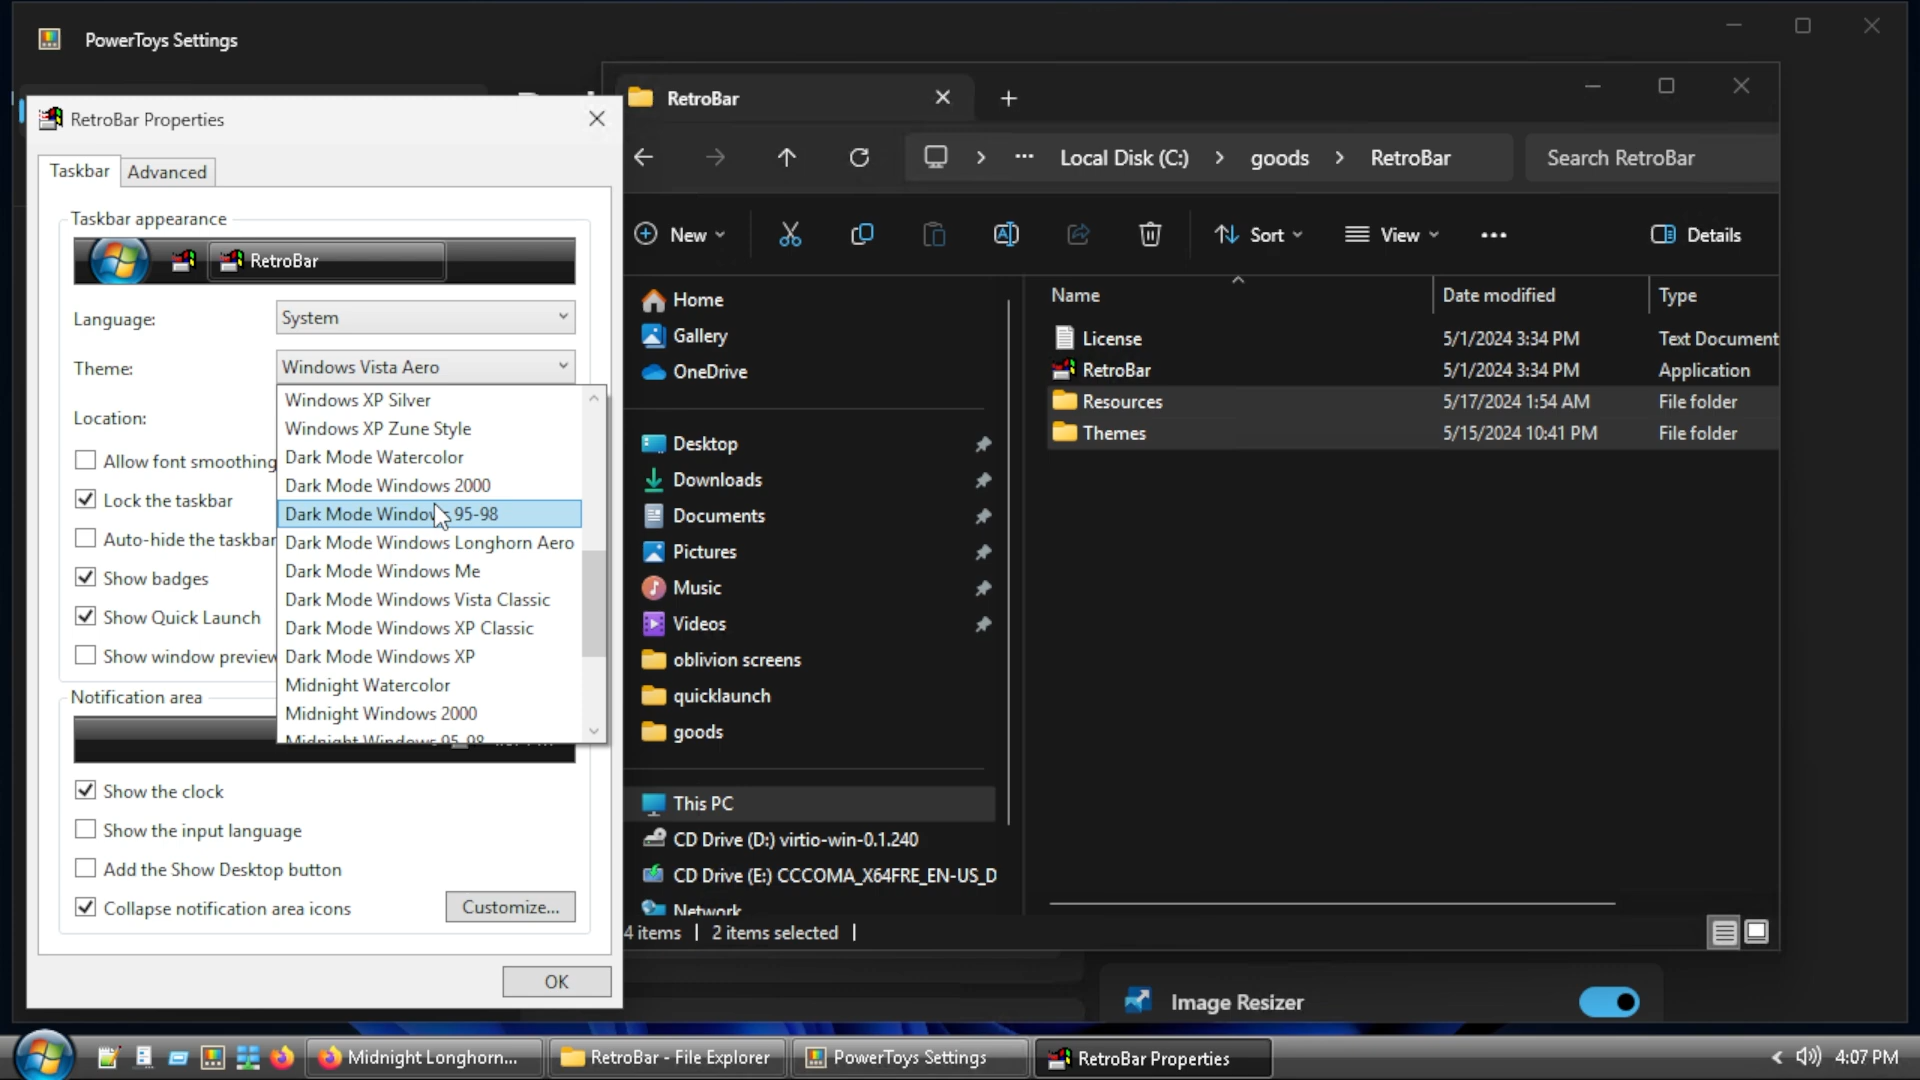 PowerToys Settings
RetroBar Properties
Taskbar
Advanced
Taskbar appearance
RetroBar
Language:
System
Theme:
Windows Vista Aero
Location:
Windows XP Silver
Windows XP Zune Style
Dark Mode Watercolor
Dark Mode Windows 2000
Dark Mode Windows 95-98
Dark Mode Windows Longhorn Aero
Dark Mode Windows Me
Dark Mode Windows Vista Classic
Dark Mode Windows XP Classic
Dark Mode Windows XP
Midnight Watercolor
Midnight Windows 2000
Midnight Windows 95-98
Allow font smoothing
Lock the taskbar
Auto-hide the taskbar
Show badges
Show Quick Launch
Show window preview
Notification area
Show the clock
Show the input language
Add the Show Desktop button
Collapse notification area icons
Customize...
OK
RetroBar
Local Disk (C:) > goods > RetroBar
Search RetroBar
New
Sort
View
Details
Home
Gallery
OneDrive
Desktop
Downloads
Documents
Pictures
Music
Videos
oblivion screens
quicklaunch
goods
This PC
CD Drive (D:) virtio-win-0.1.240
CD Drive (E:) CCCOMA_X64FRE_EN-US_D
Network
Name Date modified Type
License 5/1/2024 3:34 PM Text Document
RetroBar 5/1/2024 3:34 PM Application
Resources 5/17/2024 1:54 AM File folder
Themes 5/15/2024 10:41 PM File folder
4 items 2 items selected
Image Resizer
Midnight Longhorn...
RetroBar - File Explorer
PowerToys Settings
RetroBar Properties
4:07 PM